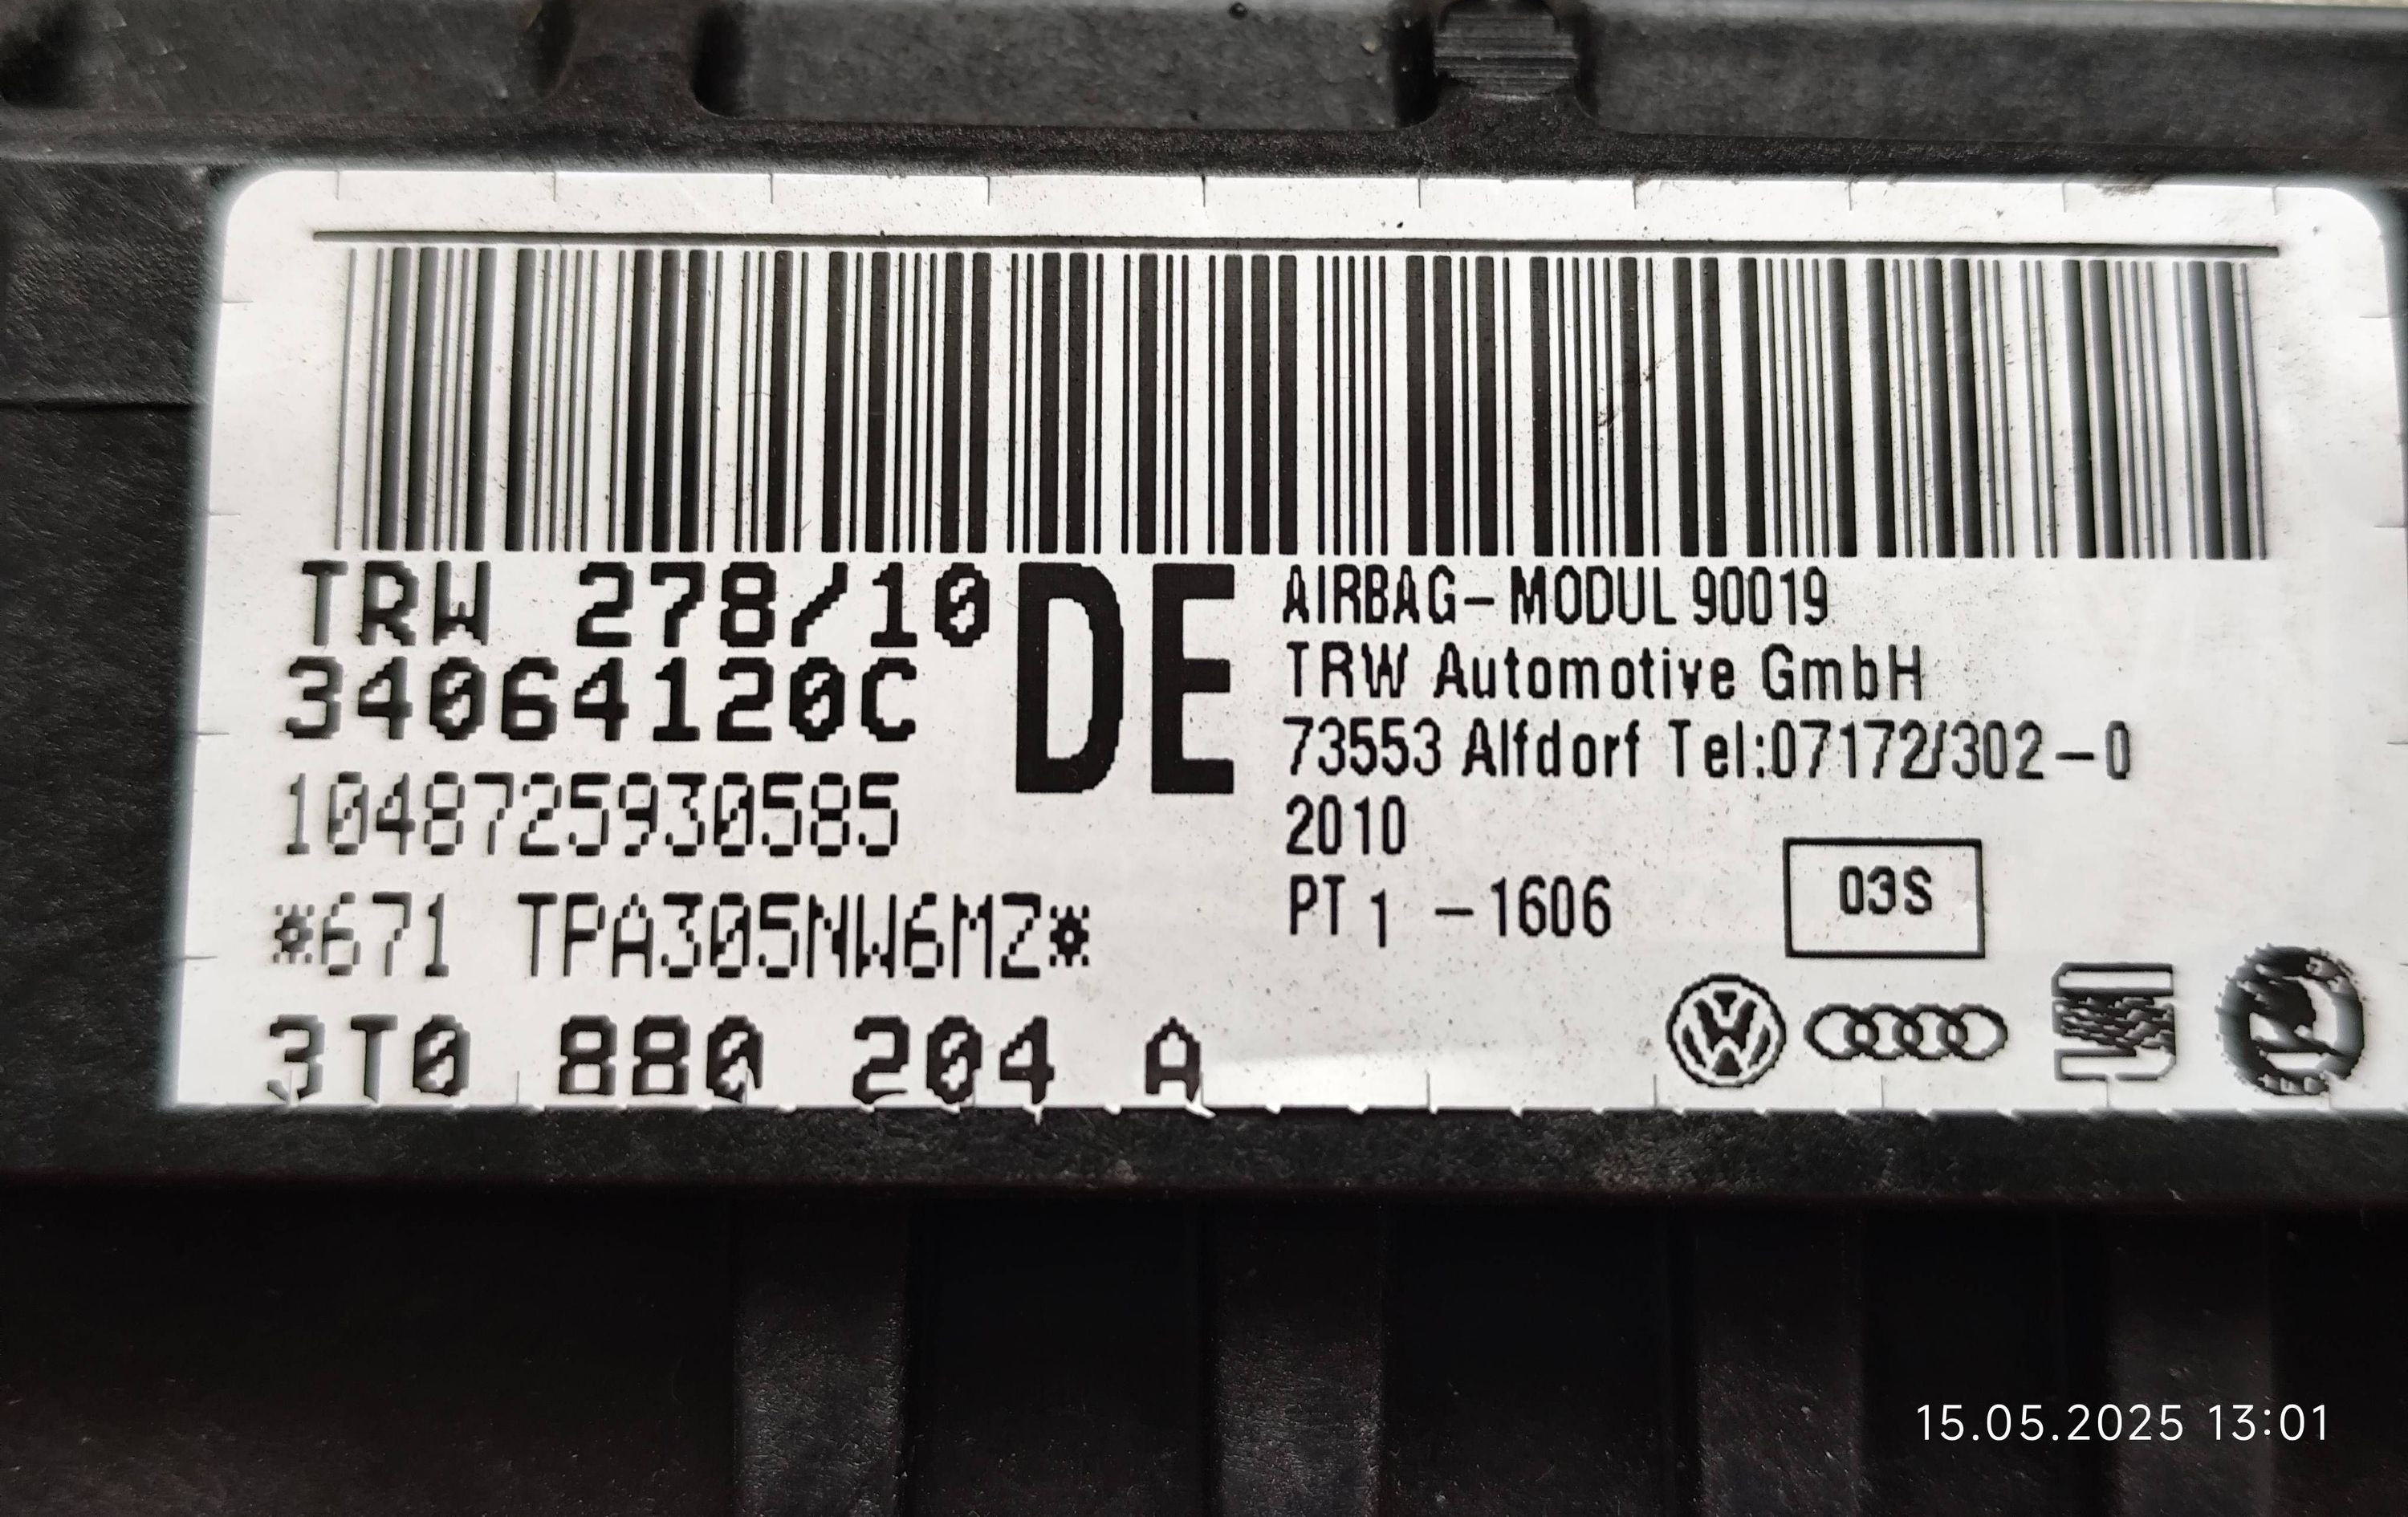 TRW 278/10
34064120C
DE
1048725930585
*671 TPA305NW6MZ*
3T0 880 204 A
AIRBAG-MODUL 90019
TRW Automotive GmbH
73553 Alfdorf Tel:07172/302-0
2010
PT 1 -1606
03S
15.05.2025 13:01